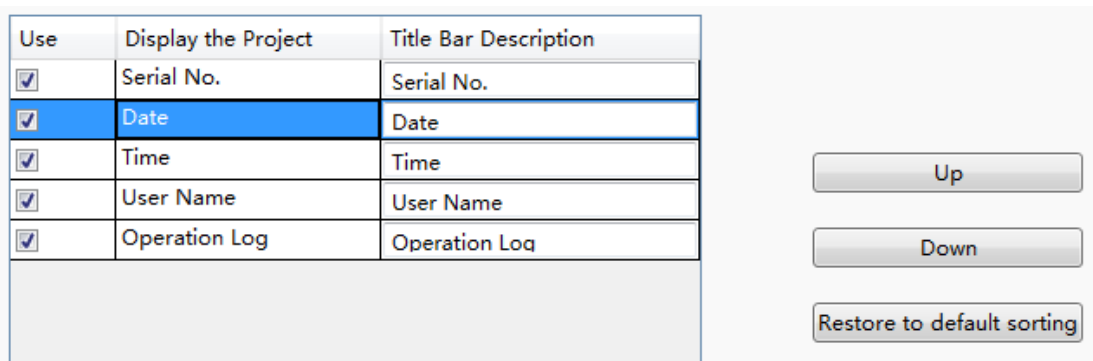 Use Display the Project Title Bar Description
Serial No. Serial No.
Date Date
Time Time
User Name User Name
Operation Log Operation Log
Up
Down
Restore to default sorting